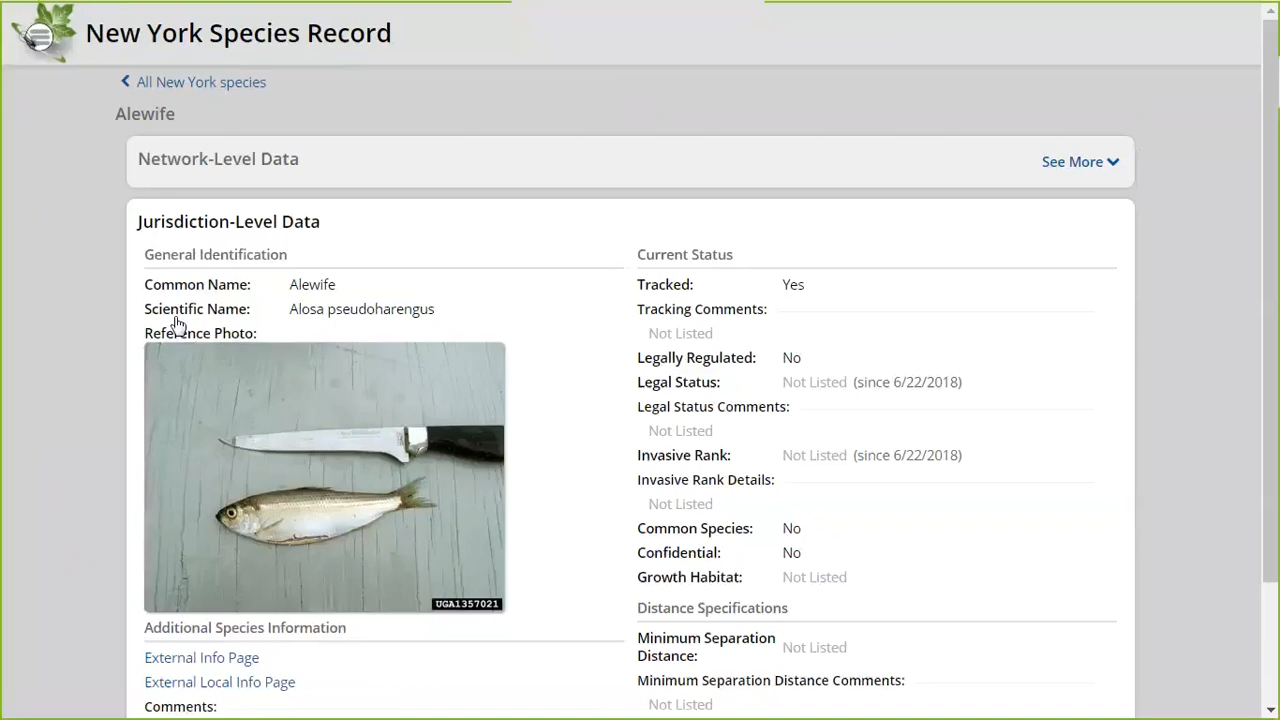 New York Species Record
All New York species
Alewife
Network-Level Data
See More
Jurisdiction-Level Data
General Identification
Common Name: Alewife
Scientific Name: Alosa pseudoharengus
Reference Photo:
UGA1357021
Additional Species Information
External Info Page
External Local Info Page
Comments:
Current Status
Tracked: Yes
Tracking Comments:
Not Listed
Legally Regulated: No
Legal Status: Not Listed (since 6/22/2018)
Legal Status Comments:
Not Listed
Invasive Rank: Not Listed (since 6/22/2018)
Invasive Rank Details:
Not Listed
Common Species: No
Confidential: No
Growth Habitat: Not Listed
Distance Specifications
Minimum Separation
Distance: Not Listed
Minimum Separation Distance Comments:
Not Listed